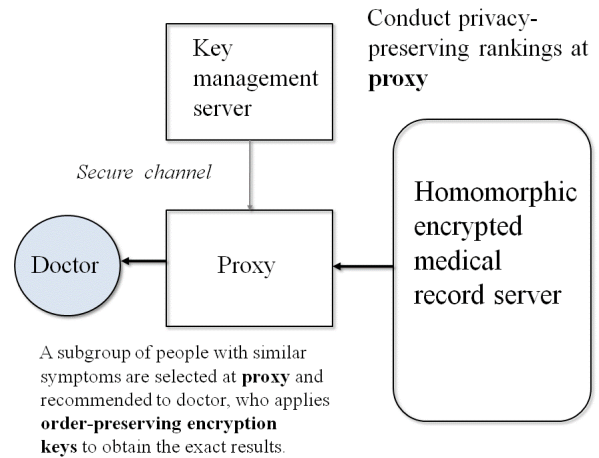 Conduct privacy-
preserving rankings at
proxy
Key
management
server
Secure channel
Homomorphic
encrypted
medical
record server
Doctor
Proxy
A subgroup of people with similar
symptoms are selected at proxy and
recommended to doctor, who applies
order-preserving encryption
keys to obtain the exact results.